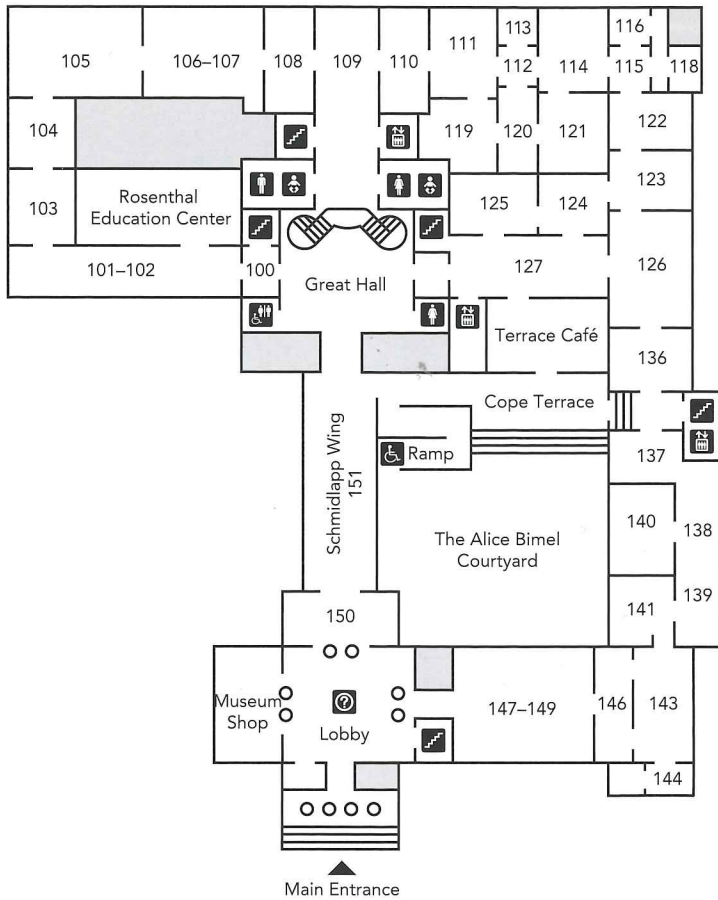 105
106–107
108
109
110
111
113
112
114
116
115
118
104
119
120
121
122
103
Rosenthal
Education Center
125
124
123
101–102
100
Great Hall
127
126
Terrace Café
136
Cope Terrace
Schmidlapp Wing
151
Ramp
137
The Alice Bimel
Courtyard
140
138
139
141
150
Museum
Shop
?
Lobby
147–149
146
143
144
Main Entrance